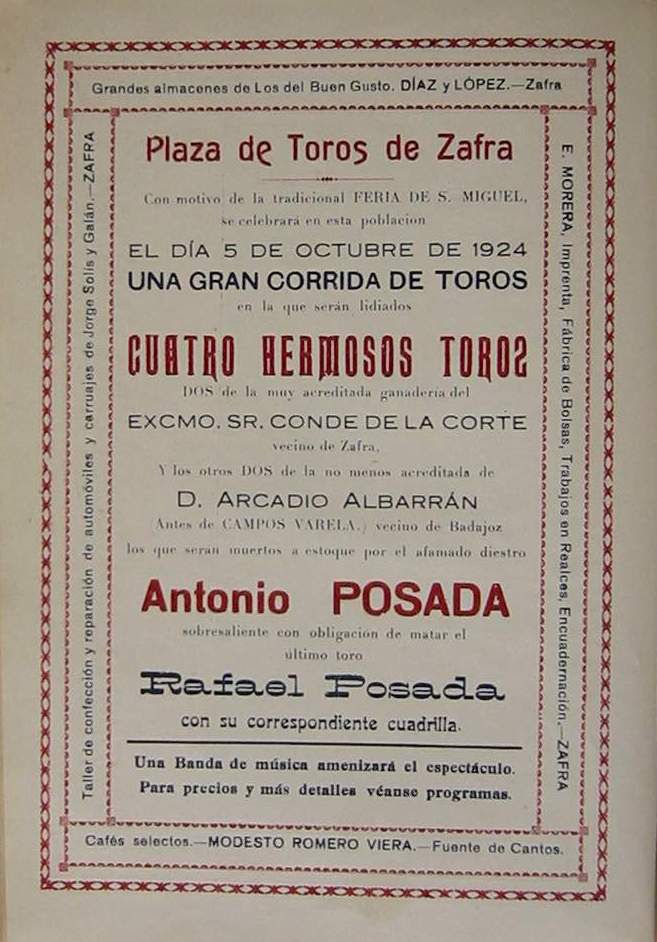 Grandes almacenes de Los del Buen Gusto. DÍAZ y LÓPEZ.—Zafra
Taller de confección y reparación de automóviles y carruajes de Jorge Solís y Galán.—ZAFRA
Plaza de Toros de Zafra
Con motivo de la tradicional FERIA DE S. MIGUEL,
se celebrará en esta poblacion
EL DÍA 5 DE OCTUBRE DE 1924
UNA GRAN CORRIDA DE TOROS
en la que serán lidiados
CUATRO HERMOSOS TOROS
DOS de la muy acreditada ganadería del
EXCMO. SR. CONDE DE LA CORTE
vecino de Zafra,
Y los otros DOS de la no menos acreditada de
D. ARCADIO ALBARRÁN
Antes de CAMPOS VARELA.) vecino de Badajoz
los que seran muertos a estoque por el afamado diestro
Antonio POSADA
sobresaliente con obligación de matar el
último toro
Rafael Posada
con su correspondiente cuadrilla.
Una Banda de música amenizará el espectáculo.
Para precios y más detalles véanse programas.
E. MORERA, Imprenta, Fábrica de Bolsas, Trabajos en Realces, Encuadernación.—ZAFRA
Cafés selectos.—MODESTO ROMERO VIERA.—Fuente de Cantos.